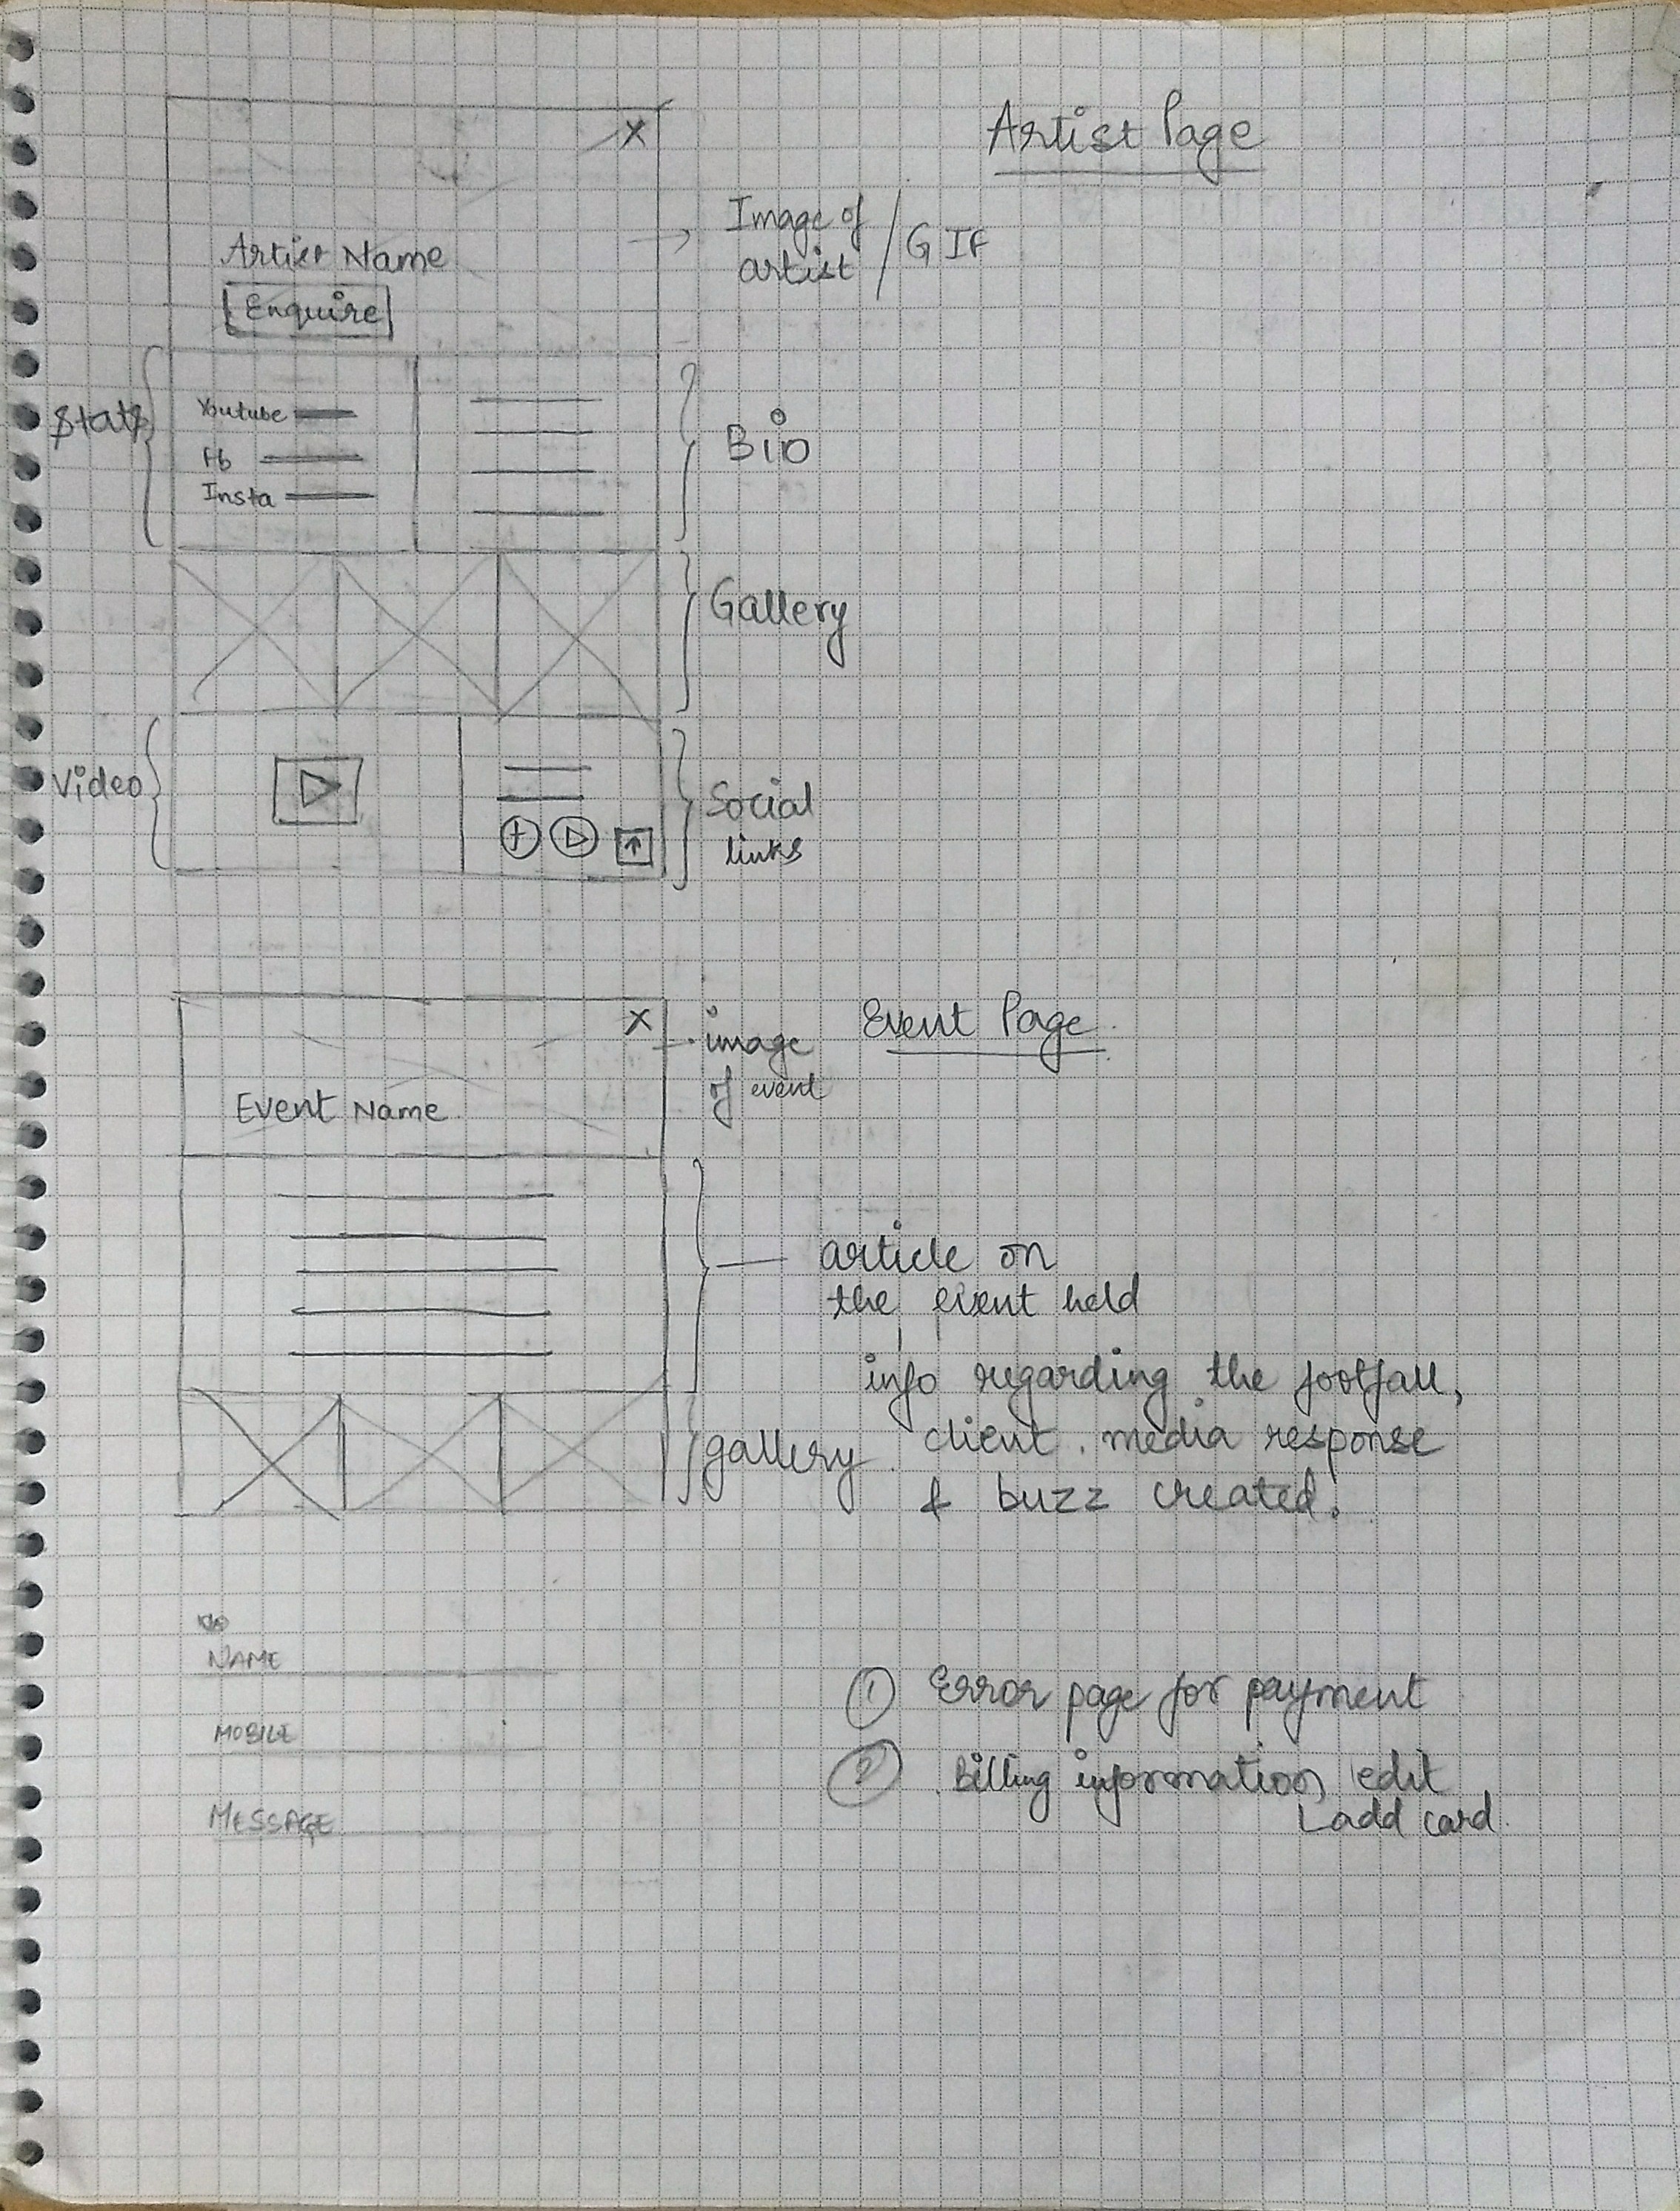 Artist Page
X
Image of
artist / GIF
Artist Name
Enquire
Stats
Youtube
Fb
Insta
Bio
Gallery
Video
Social
links
Event Page
X
image
of event
Event Name
article on
the event held
info regarding the footfall,
client, media response
& buzz created.
gallery
NAME
MOBILE
MESSAGE
1 Error page for payment
2 Billing information, edit
add card.